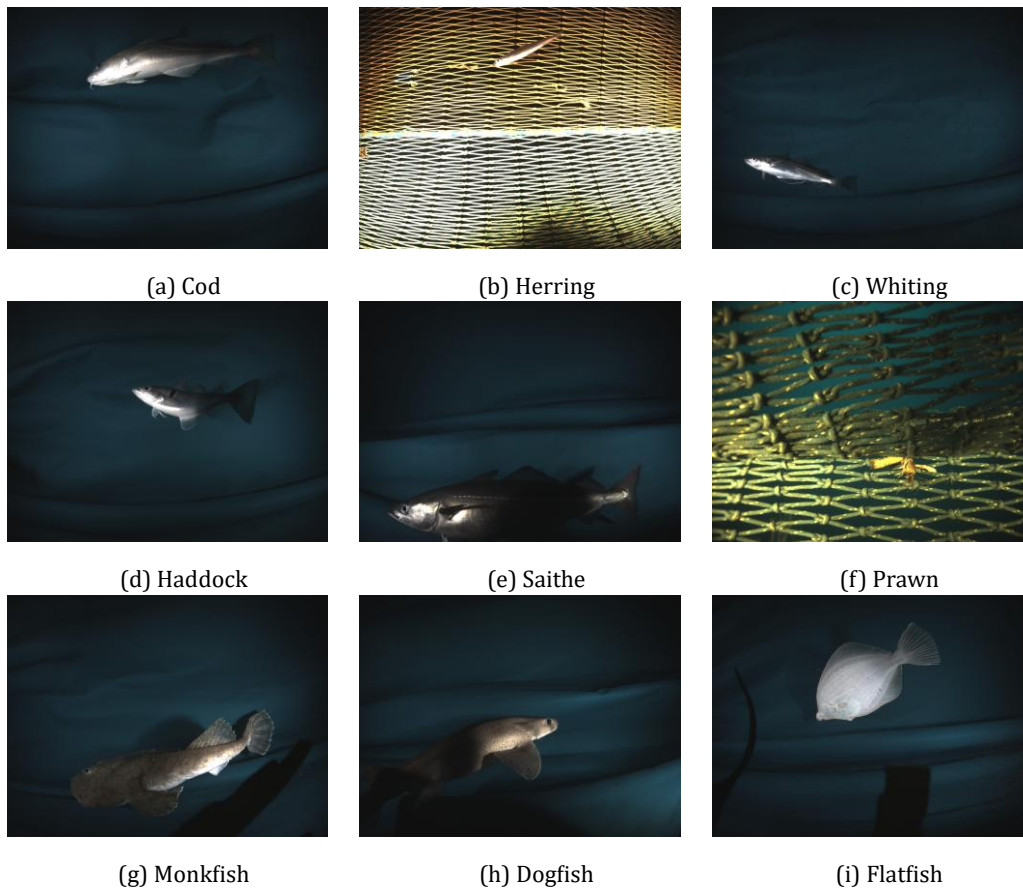 (a) Cod
(b) Herring
(c) Whiting
(d) Haddock
(e) Saithe
(f) Prawn
(g) Monkfish
(h) Dogfish
(i) Flatfish